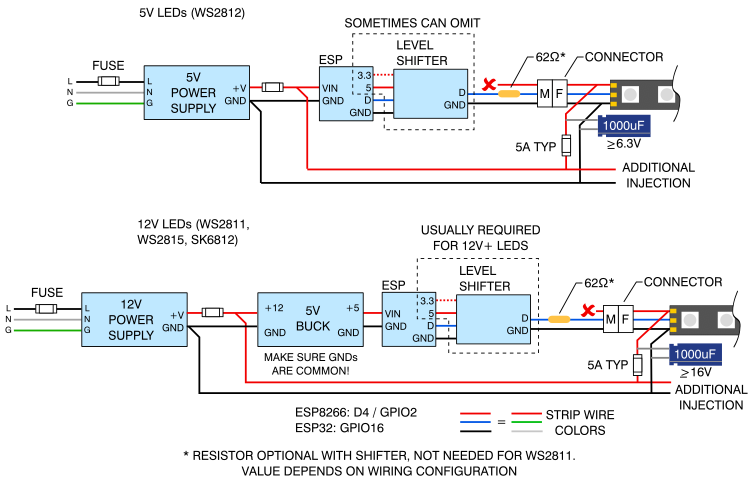 5V LEDs (WS2812)
SOMETIMES CAN OMIT
FUSE
L
N
G
L
N
G
5V
POWER
SUPPLY
+V
GND
ESP
3.3
VIN
5
GND
D
GND
LEVEL
SHIFTER
D
GND
62Ω*
CONNECTOR
M
F
1000uF
≥6.3V
5A TYP
ADDITIONAL
INJECTION
12V LEDs (WS2811,
WS2815, SK6812)
USUALLY REQUIRED
FOR 12V+ LEDS
FUSE
L
N
G
L
N
G
12V
POWER
SUPPLY
+V
GND
+12
GND
5V
BUCK
+5
GND
MAKE SURE GNDs
ARE COMMON!
ESP
3.3
VIN
5
GND
D
GND
LEVEL
SHIFTER
D
GND
62Ω*
CONNECTOR
M
F
1000uF
≥16V
5A TYP
ADDITIONAL
INJECTION
ESP8266: D4 / GPIO2
ESP32: GPIO16
=
STRIP WIRE
COLORS
* RESISTOR OPTIONAL WITH SHIFTER, NOT NEEDED FOR WS2811.
VALUE DEPENDS ON WIRING CONFIGURATION